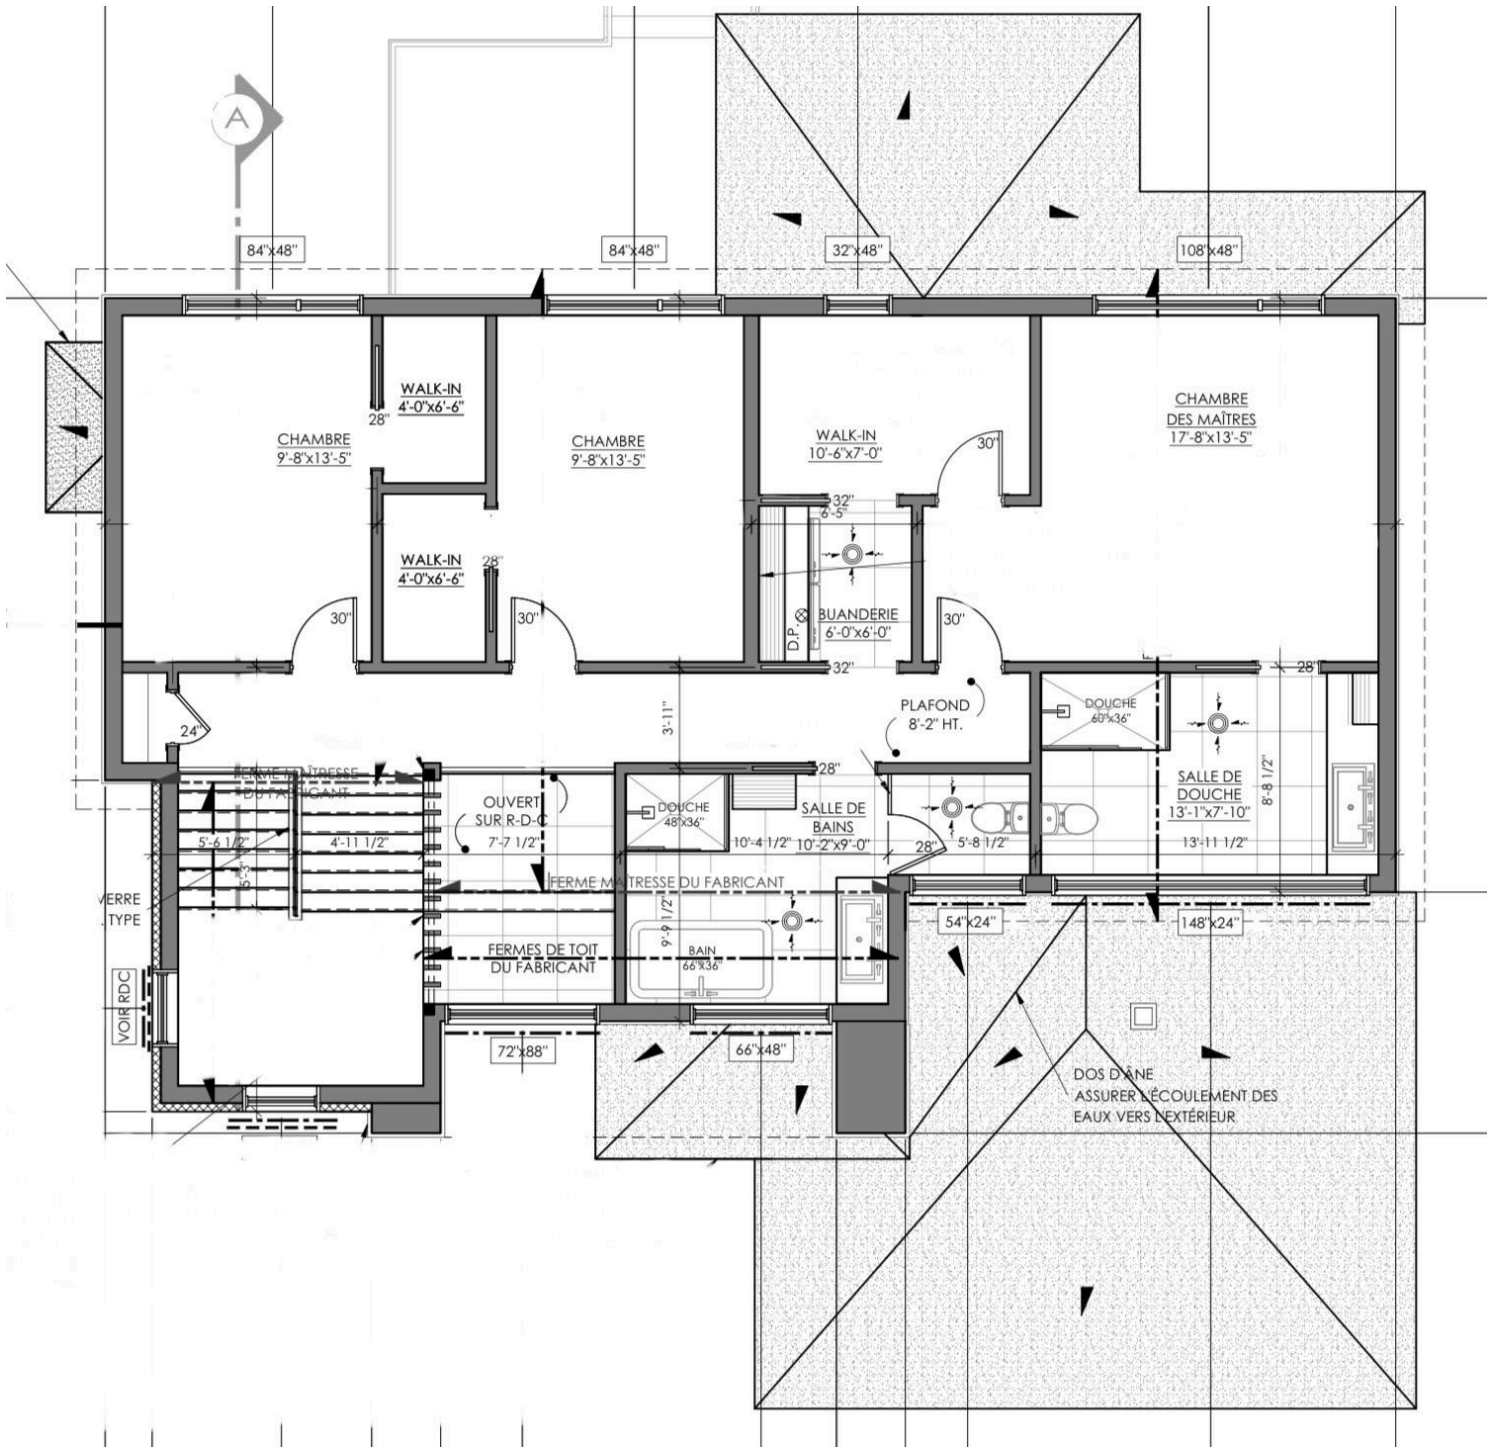 A
84"x48"
84"x48"
32"x48"
108"x48"
WALK-IN
4'-0"x6'-6"
28"
CHAMBRE
9'-8"x13'-5"
CHAMBRE
9'-8"x13'-5"
WALK-IN
10'-6"x7'-0"
30"
CHAMBRE
DES MAÎTRES
17'-8"x13'-5"
32"
6'-5"
WALK-IN
4'-0"x6'-6"
28"
30"
30"
D.P.
BUANDERIE
6'-0"x6'-0"
30"
32"
28"
24"
3'-11"
PLAFOND
8'-2" HT.
DOUCHE
60"x36"
FERME MAÎTRESSE
DU FABRICANT
28"
OUVERT
SUR R-D-C
7'-7 1/2"
DOUCHE
48"x36"
SALLE DE
BAINS
10'-2"x9'-0"
SALLE DE
DOUCHE
13'-1"x7'-10"
8'-8 1/2"
5'-6 1/2"
4'-11 1/2"
10'-4 1/2"
28"
5'-8 1/2"
13'-11 1/2"
5'-3"
FERME MAÎTRESSE DU FABRICANT
VERRE
TYPE
9'-9 1/2"
54"x24"
148"x24"
FERMES DE TOIT
DU FABRICANT
BAIN
66"x36"
VOIR RDC
72"x88"
66"x48"
DOS D'ÂNE
ASSURER L'ÉCOULEMENT DES
EAUX VERS L'EXTÉRIEUR